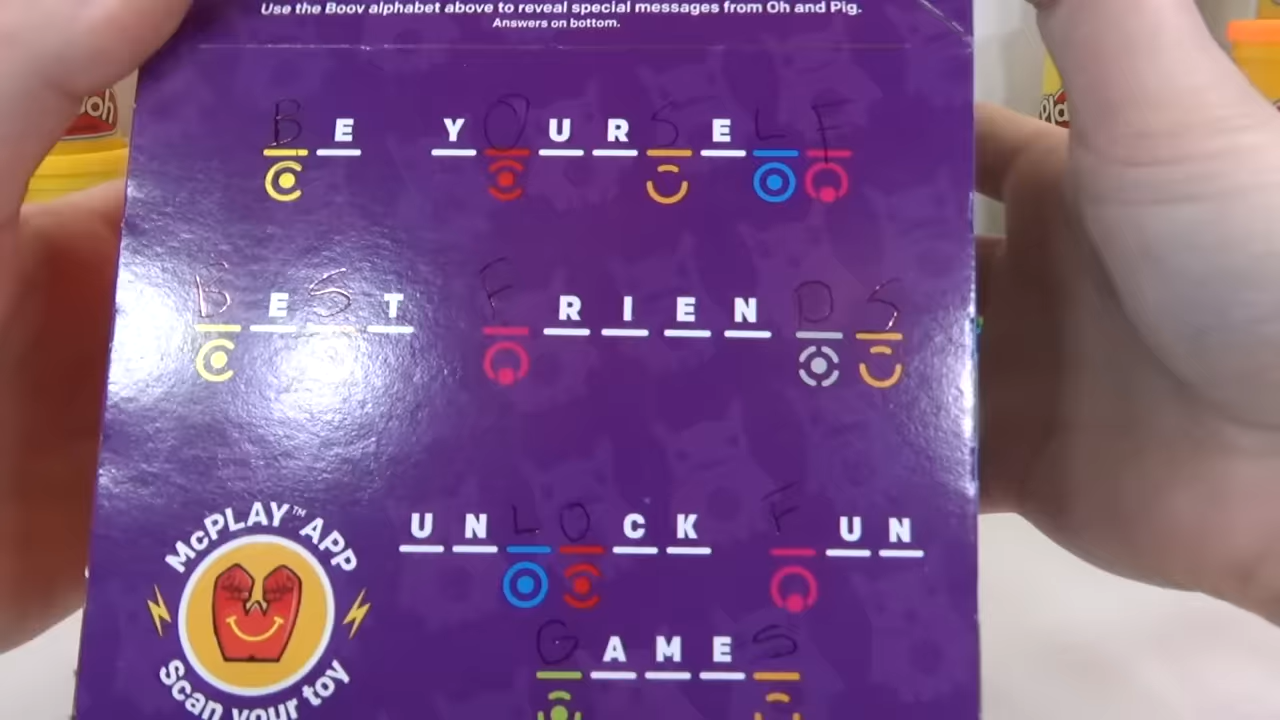 Use the Boov alphabet above to reveal special messages from Oh and Pig.
Answers on bottom.
BE YOURSELF
BEST FRIENDS
McPLAY™ APP
Scan your toy
UNLOCK FUN
GAMES